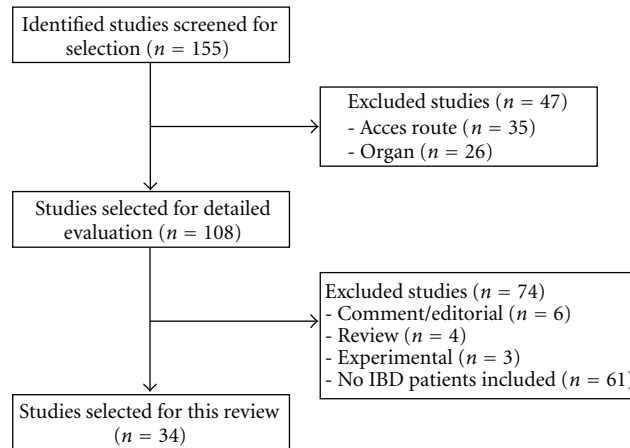 Identified studies screened for
selection (n = 155)
Excluded studies (n = 47)
- Acces route (n = 35)
- Organ (n = 26)
Studies selected for detailed
evaluation (n = 108)
Excluded studies (n = 74)
- Comment/editorial (n = 6)
- Review (n = 4)
- Experimental (n = 3)
- No IBD patients included (n = 61)
Studies selected for this review
(n = 34)